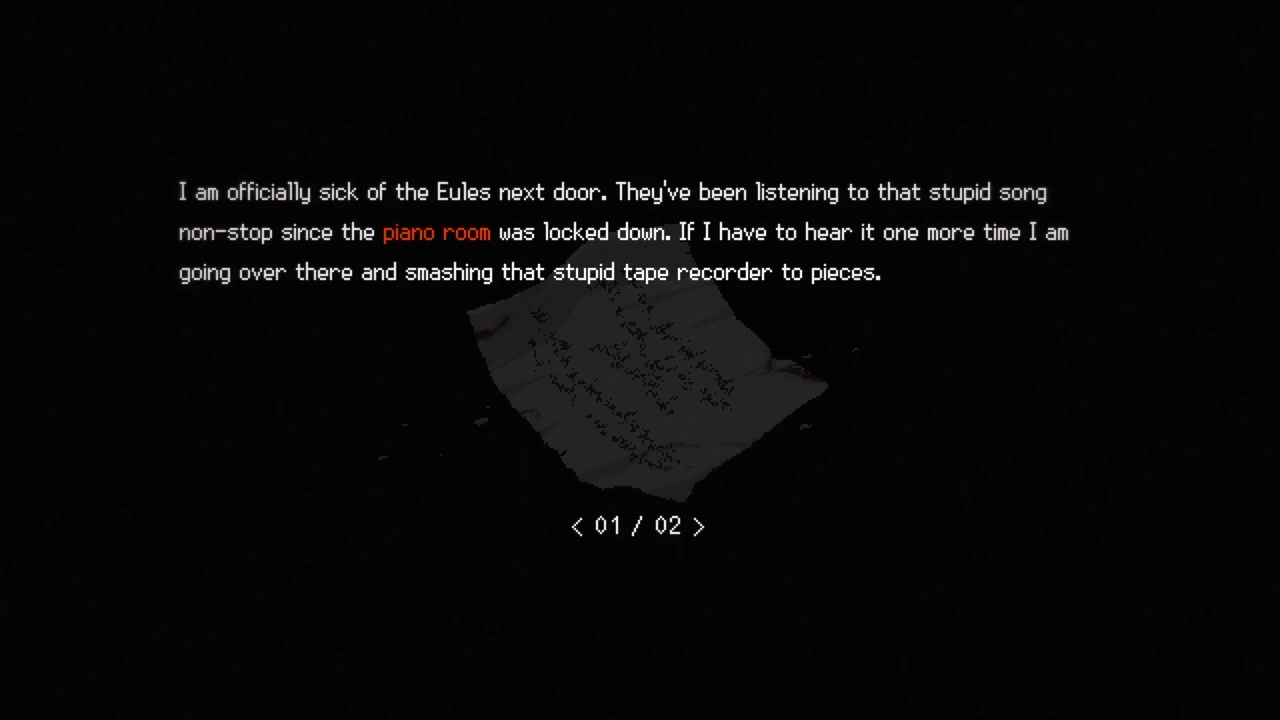 I am officially sick of the Eules next door. They've been listening to that stupid song
non-stop since the piano room was locked down. If I have to hear it one more time I am
going over there and smashing that stupid tape recorder to pieces.
< 01 / 02 >